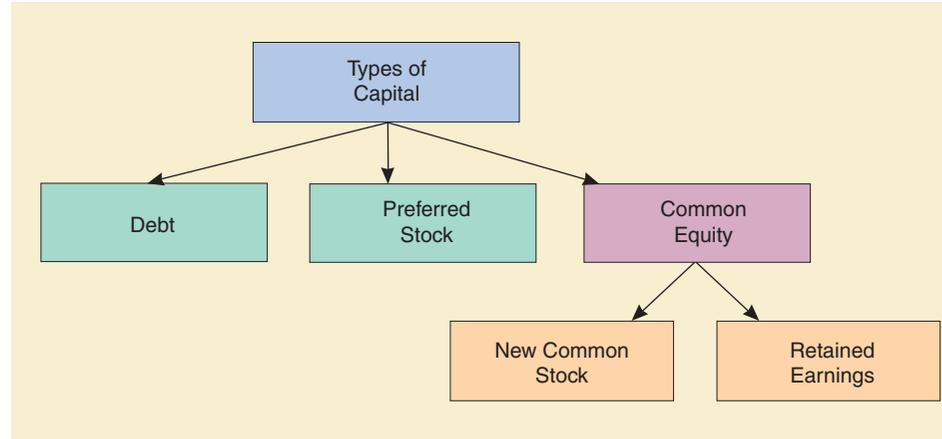 Types of
Capital
Debt
Preferred
Stock
Common
Equity
New Common
Stock
Retained
Earnings